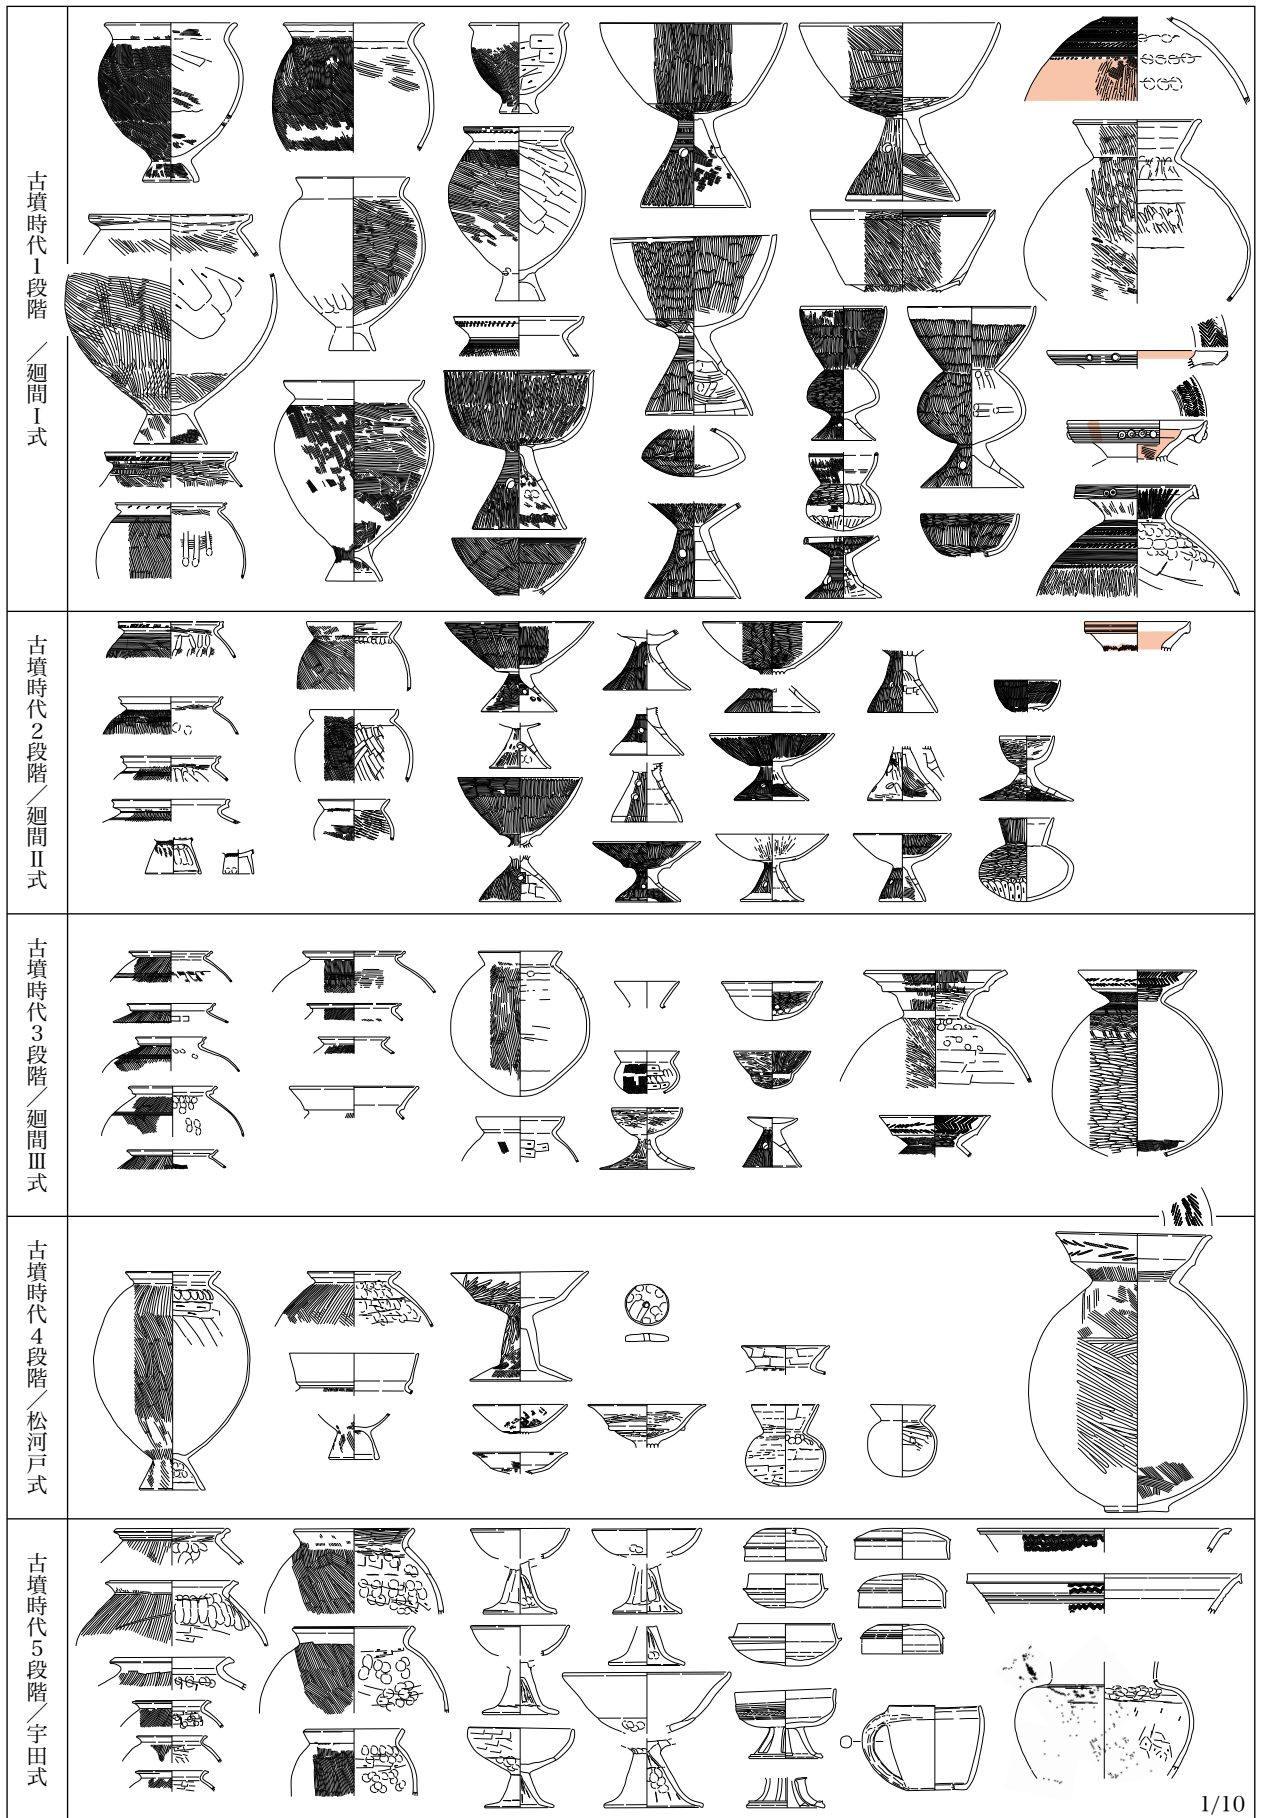 古墳時代１段階　／廻間Ⅰ式
古墳時代２段階／廻間Ⅱ式
古墳時代３段階／廻間Ⅲ式
古墳時代４段階／松河戸式
古墳時代５段階／宇田式
1/10